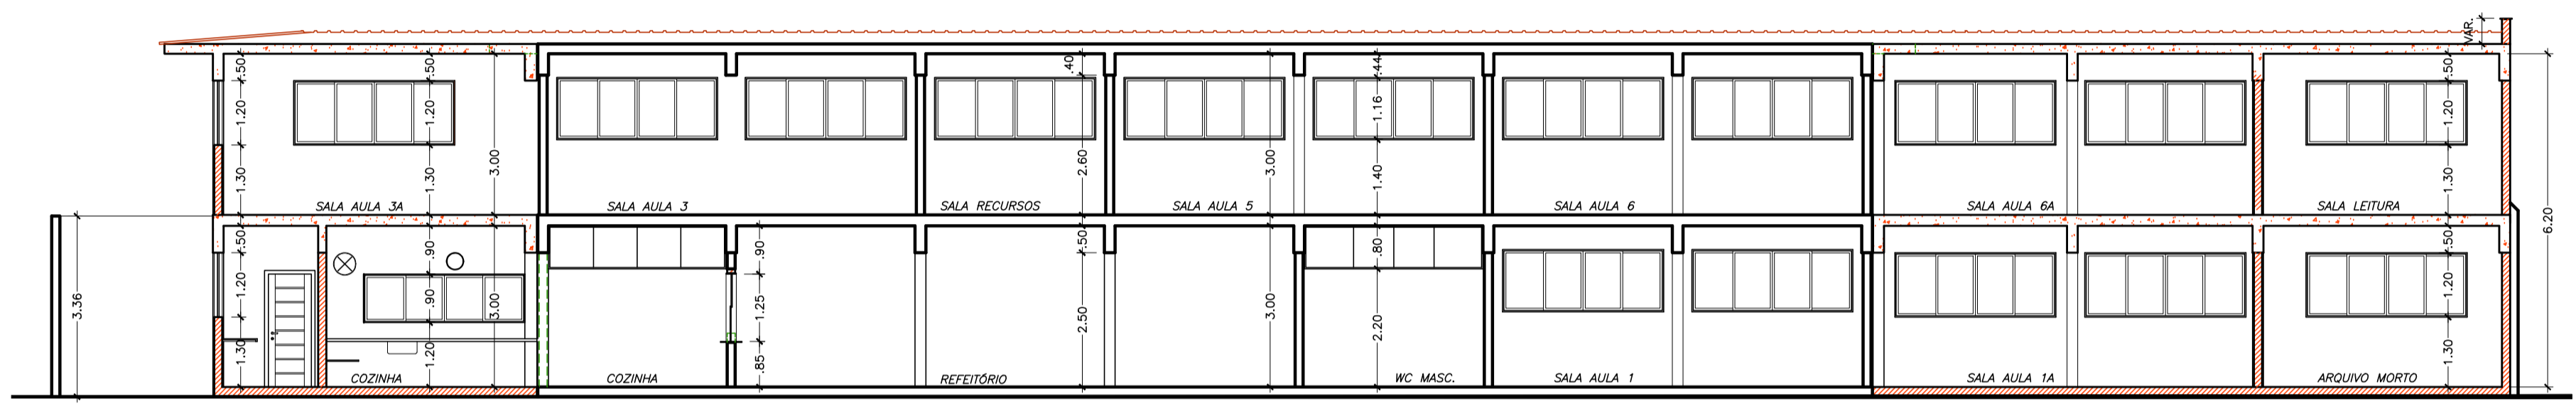 VAR.
.50
.50
.40
.44
.50
1.20
1.20
3.00
2.60
3.00
1.16
1.20
6.20
1.30
1.30
1.40
1.30
SALA AULA 3A
SALA AULA 3
SALA RECURSOS
SALA AULA 5
SALA AULA 6
SALA AULA 6A
SALA LEITURA
3.36
.50
.90
.90
.50
.80
.50
1.20
.90
3.00
1.25
2.50
3.00
2.20
1.20
1.30
1.20
.85
1.30
COZINHA
COZINHA
REFEITÓRIO
WC MASC.
SALA AULA 1
SALA AULA 1A
ARQUIVO MORTO